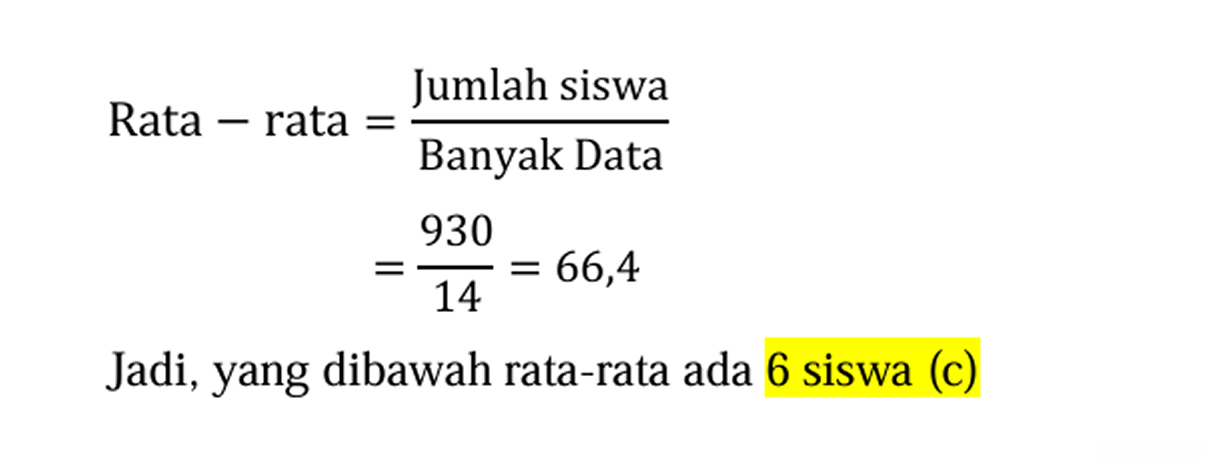 Rata − rata = Jumlah siswa / Banyak Data
= 930 / 14 = 66,4
Jadi, yang dibawah rata-rata ada 6 siswa (c)